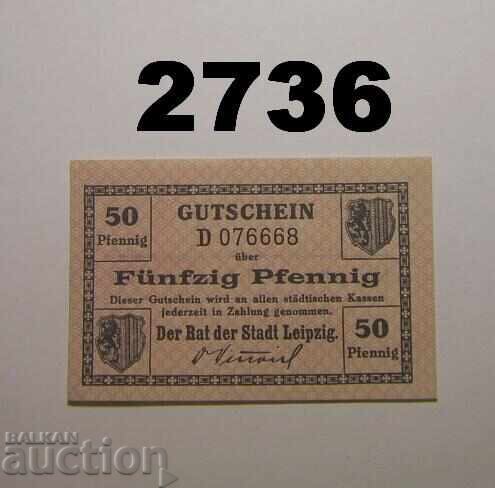 2736
50
Pfennig
GUTSCHEIN
D 076668
über
Fünfzig Pfennig
Dieser Gutschein wird an allen städtischen Kassen
jederzeit in Zahlung genommen.
Der Rat der Stadt Leipzig.
50
Pfennig
BALKAN
auction